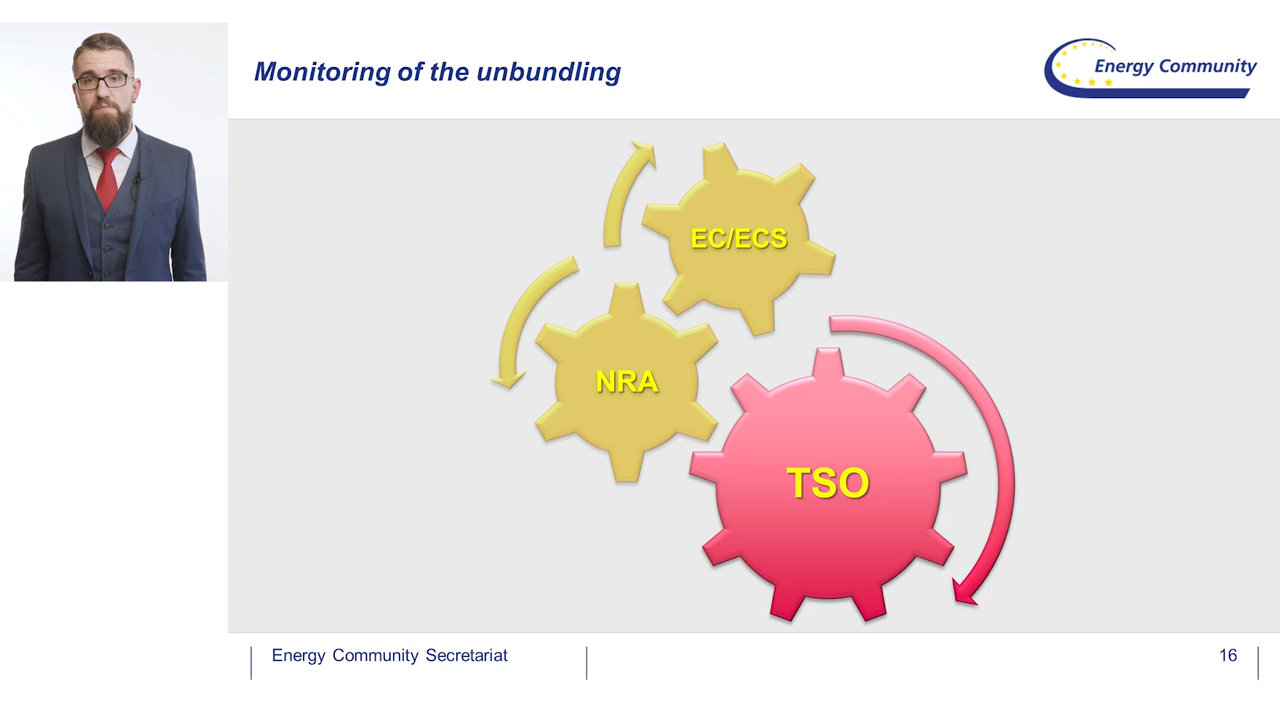 Monitoring of the unbundling
Energy Community
EC/ECS
NRA
TSO
Energy Community Secretariat
16